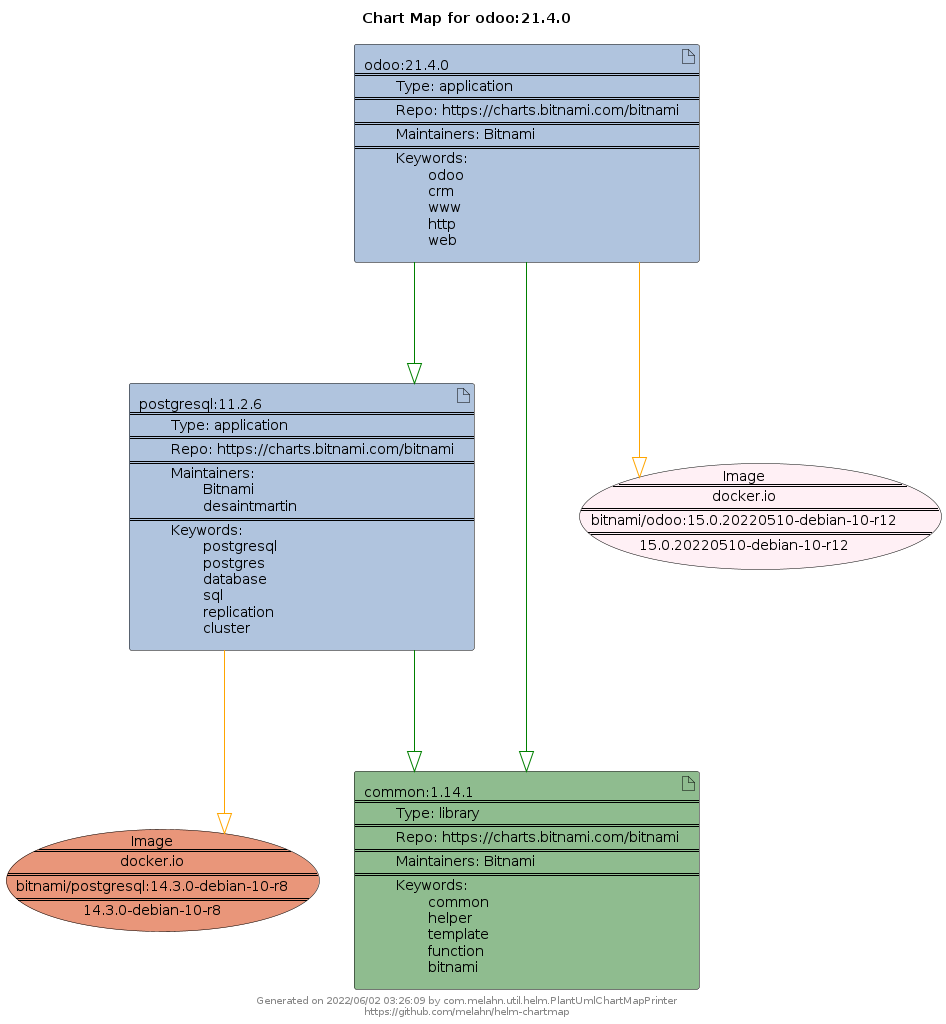 Chart Map for odoo:21.4.0
odoo:21.4.0
Type: application
Repo: https://charts.bitnami.com/bitnami
Maintainers: Bitnami
Keywords:
odoo
crm
www
http
web
postgresql:11.2.6
Type: application
Repo: https://charts.bitnami.com/bitnami
Maintainers:
Bitnami
desaintmartin
Keywords:
postgresql
postgres
database
sql
replication
cluster
Image
docker.io
bitnami/odoo:15.0.20220510-debian-10-r12
15.0.20220510-debian-10-r12
common:1.14.1
Type: library
Repo: https://charts.bitnami.com/bitnami
Maintainers: Bitnami
Keywords:
common
helper
template
function
bitnami
Image
docker.io
bitnami/postgresql:14.3.0-debian-10-r8
14.3.0-debian-10-r8
Generated on 2022/06/02 03:26:09 by com.melahn.util.helm.PlantUmlChartMapPrinter
https://github.com/melahn/helm-chartmap